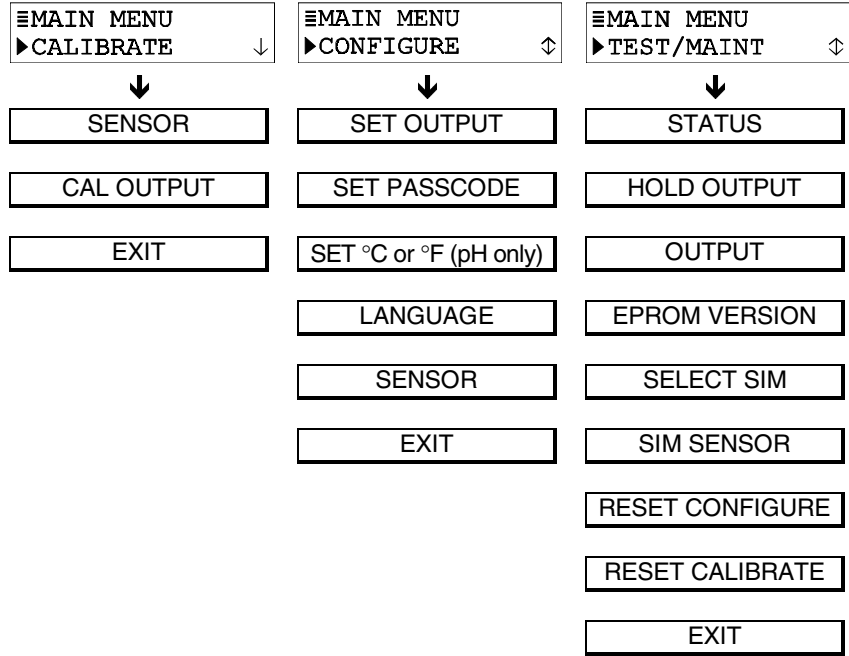 ≣MAIN MENU
▶CALIBRATE ↓
SENSOR
CAL OUTPUT
EXIT
≣MAIN MENU
▶CONFIGURE ↕
SET OUTPUT
SET PASSCODE
SET °C or °F (pH only)
LANGUAGE
SENSOR
EXIT
≣MAIN MENU
▶TEST/MAINT ↕
STATUS
HOLD OUTPUT
OUTPUT
EPROM VERSION
SELECT SIM
SIM SENSOR
RESET CONFIGURE
RESET CALIBRATE
EXIT